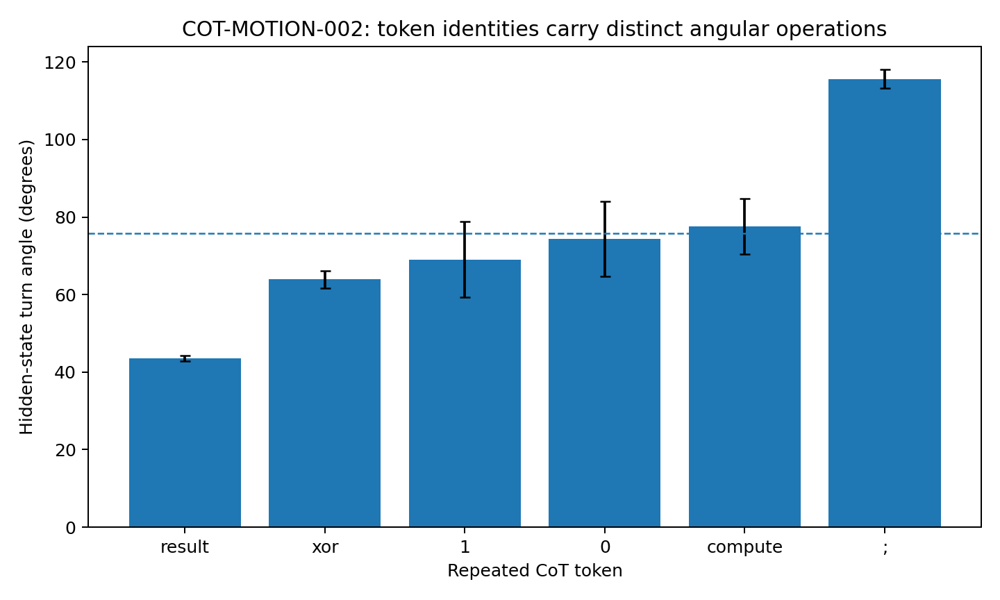 COT-MOTION-002: token identities carry distinct angular operations
Hidden-state turn angle (degrees)
120
100
80
60
40
20
0
result xor 1 0 compute ;
Repeated CoT token